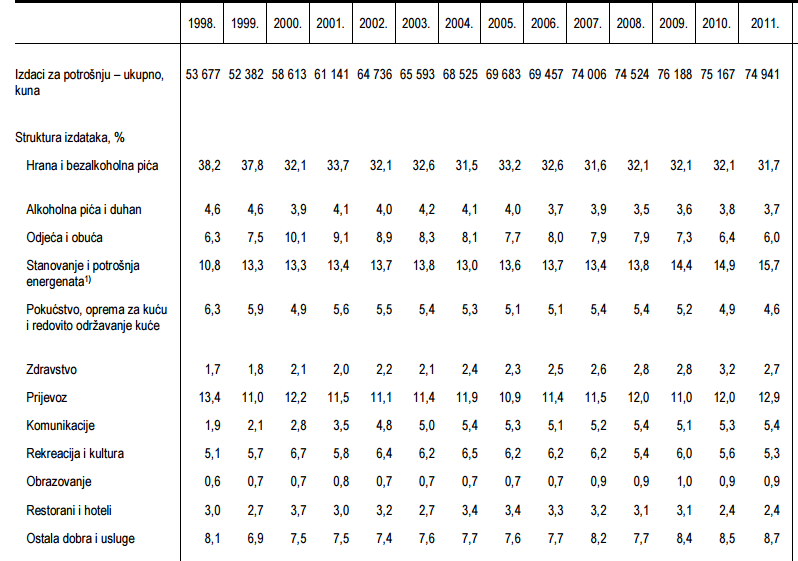 1998. 1999. 2000. 2001. 2002. 2003. 2004. 2005. 2006. 2007. 2008. 2009. 2010. 2011.
Izdaci za potrošnju – ukupno, 53 677 52 382 58 613 61 141 64 736 65 593 68 525 69 683 69 457 74 006 74 524 76 188 75 167 74 941
kuna
Struktura izdataka, %
Hrana i bezalkoholna pića 38,2 37,8 32,1 33,7 32,1 32,6 31,5 33,2 32,6 31,6 32,1 32,1 32,1 31,7
Alkoholna pića i duhan 4,6 4,6 3,9 4,1 4,0 4,2 4,1 4,0 3,7 3,9 3,5 3,6 3,8 3,7
Odjeća i obuća 6,3 7,5 10,1 9,1 8,9 8,3 8,1 7,7 8,0 7,9 7,9 7,3 6,4 6,0
Stanovanje i potrošnja 10,8 13,3 13,3 13,4 13,7 13,8 13,0 13,6 13,7 13,4 13,8 14,4 14,9 15,7
energenata1)
Pokućstvo, oprema za kuću 6,3 5,9 4,9 5,6 5,5 5,4 5,3 5,1 5,1 5,4 5,4 5,2 4,9 4,6
i redovito održavanje kuće
Zdravstvo 1,7 1,8 2,1 2,0 2,2 2,1 2,4 2,3 2,5 2,6 2,8 2,8 3,2 2,7
Prijevoz 13,4 11,0 12,2 11,5 11,1 11,4 11,9 10,9 11,4 11,5 12,0 11,0 12,0 12,9
Komunikacije 1,9 2,1 2,8 3,5 4,8 5,0 5,4 5,3 5,1 5,2 5,4 5,1 5,3 5,4
Rekreacija i kultura 5,1 5,7 6,7 5,8 6,4 6,2 6,5 6,2 6,2 6,2 5,4 6,0 5,6 5,3
Obrazovanje 0,6 0,7 0,7 0,8 0,7 0,7 0,7 0,7 0,7 0,9 0,9 1,0 0,9 0,9
Restorani i hoteli 3,0 2,7 3,7 3,0 3,2 2,7 3,4 3,4 3,3 3,2 3,1 3,1 2,4 2,4
Ostala dobra i usluge 8,1 6,9 7,5 7,5 7,4 7,6 7,7 7,6 7,7 8,2 7,7 8,4 8,5 8,7